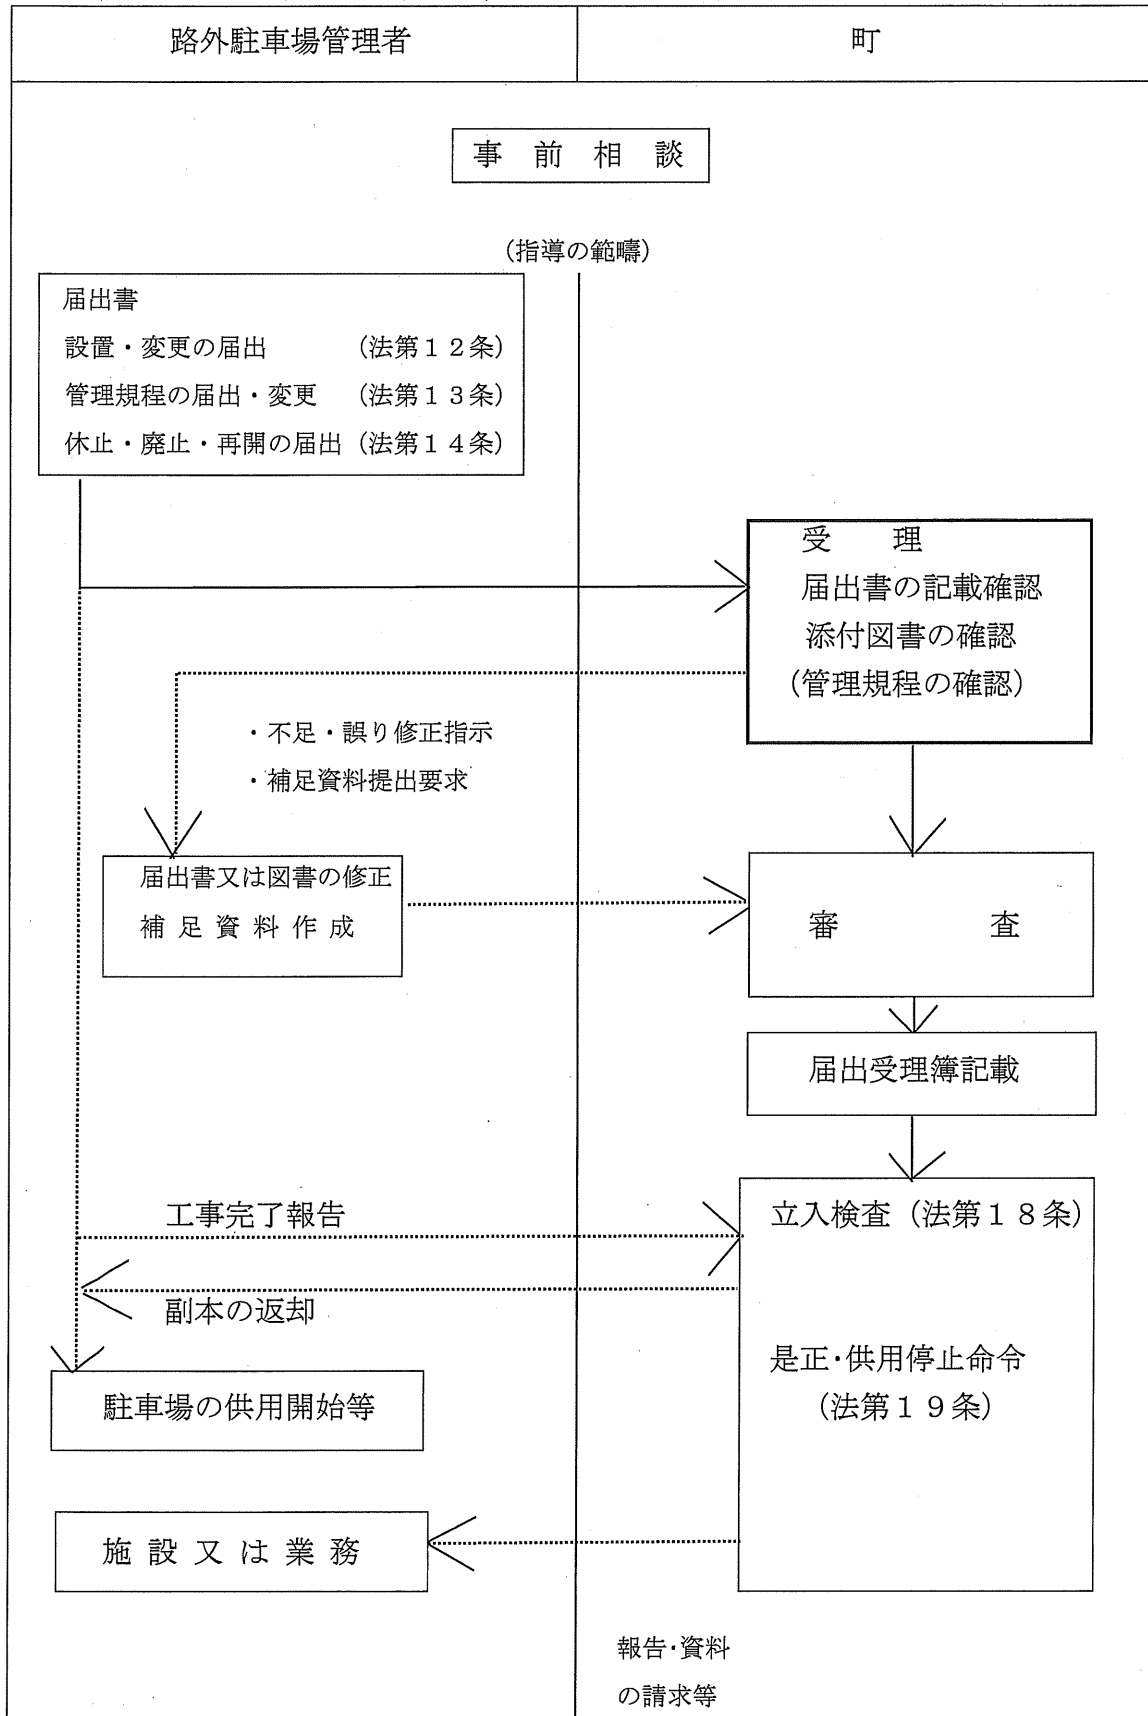 路外駐車場管理者
町
事前相談
(指導の範疇)
届出書
設置・変更の届出 (法第12条)
管理規程の届出・変更 (法第13条)
休止・廃止・再開の届出 (法第14条)
受 理
届出書の記載確認
添付図書の確認
(管理規程の確認)
・不足・誤り修正指示
・補足資料提出要求
届出書又は図書の修正
補足資料作成
審 査
届出受理簿記載
工事完了報告
立入検査 (法第18条)
副本の返却
是正・供用停止命令
(法第19条)
駐車場の供用開始等
施設又は業務
報告・資料
の請求等